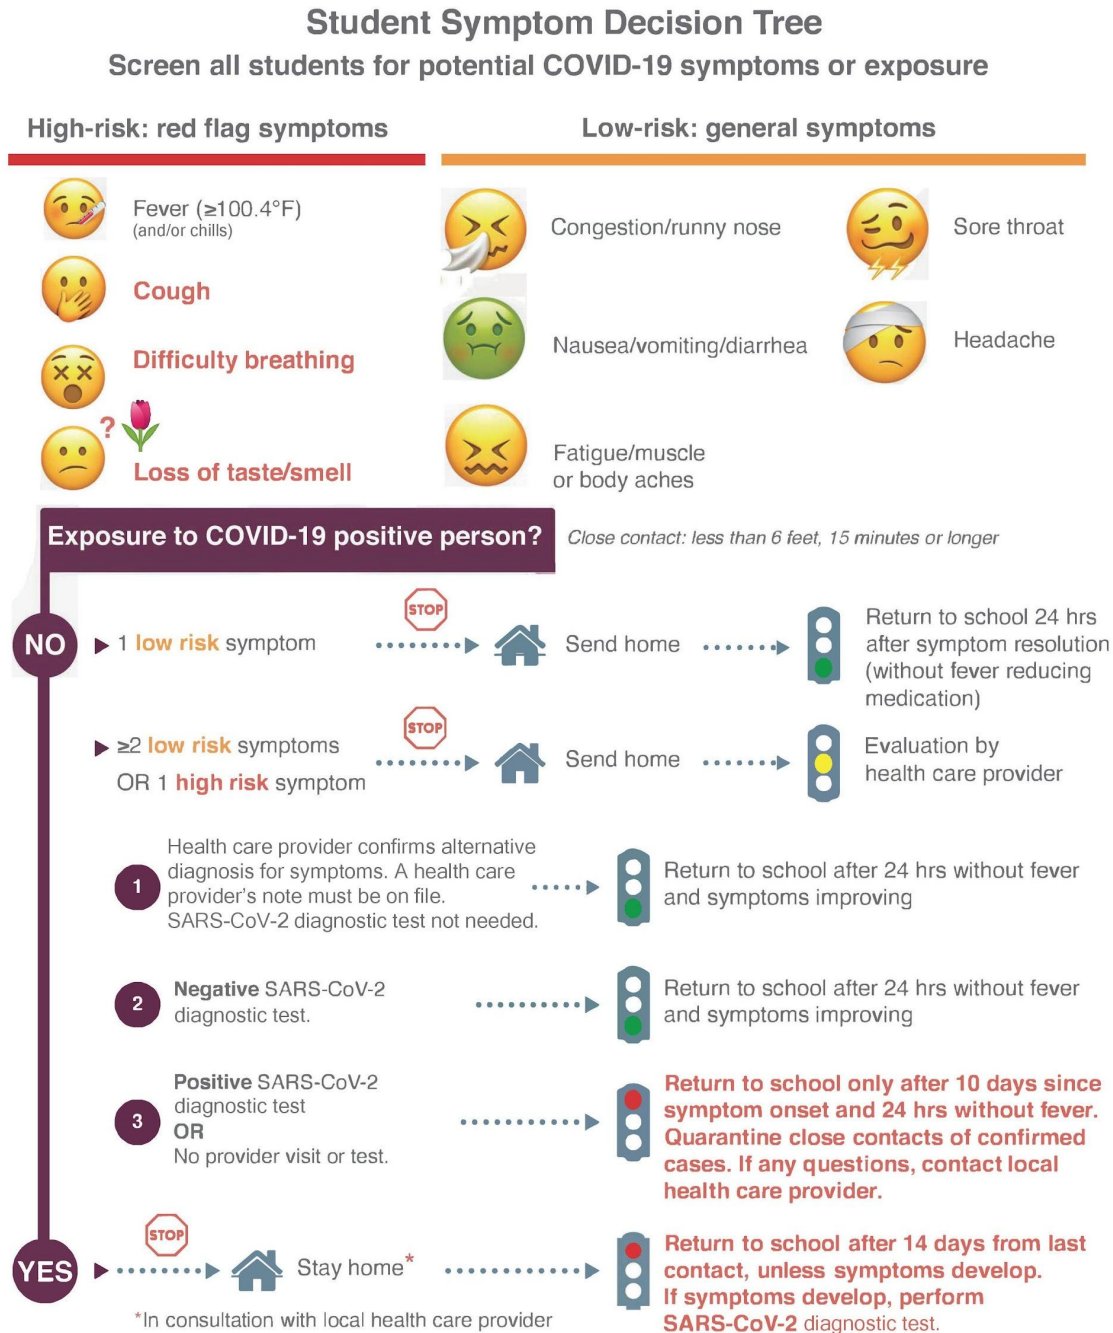 Student Symptom Decision Tree
Screen all students for potential COVID-19 symptoms or exposure
High-risk: red flag symptoms
Fever (≥100.4°F)
(and/or chills)
Cough
Difficulty breathing
?
Loss of taste/smell
Low-risk: general symptoms
Congestion/runny nose
Sore throat
Nausea/vomiting/diarrhea
Headache
Fatigue/muscle
or body aches
Exposure to COVID-19 positive person?
Close contact: less than 6 feet, 15 minutes or longer
NO
1 low risk symptom
STOP
Send home
Return to school 24 hrs
after symptom resolution
(without fever reducing
medication)
≥2 low risk symptoms
OR 1 high risk symptom
STOP
Send home
Evaluation by
health care provider
1
Health care provider confirms alternative
diagnosis for symptoms. A health care
provider's note must be on file.
SARS-CoV-2 diagnostic test not needed.
Return to school after 24 hrs without fever
and symptoms improving
2
Negative SARS-CoV-2
diagnostic test.
Return to school after 24 hrs without fever
and symptoms improving
3
Positive SARS-CoV-2
diagnostic test
OR
No provider visit or test.
Return to school only after 10 days since
symptom onset and 24 hrs without fever.
Quarantine close contacts of confirmed
cases. If any questions, contact local
health care provider.
YES
STOP
Stay home*
*In consultation with local health care provider
Return to school after 14 days from last
contact, unless symptoms develop.
If symptoms develop, perform
SARS-CoV-2 diagnostic test.